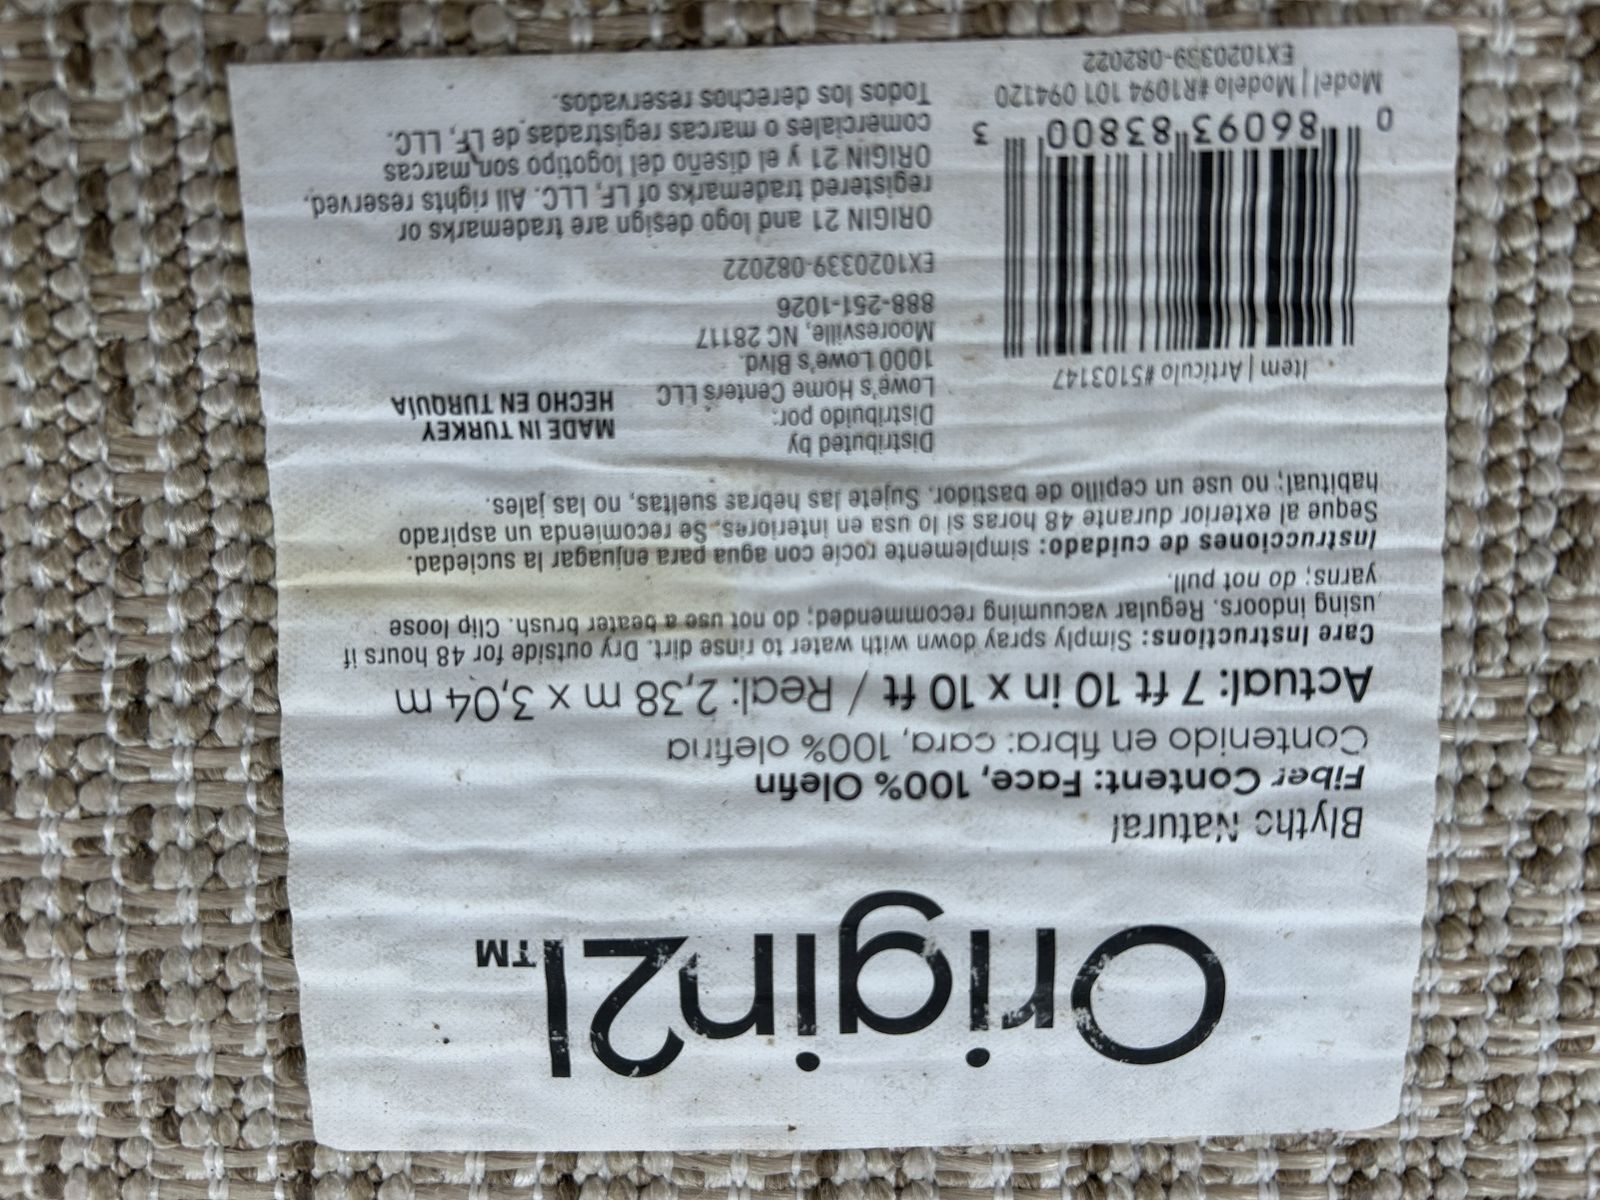 Origin21™
Blythe Natural
Fiber Content: Face, 100% Olefin
Contenido en fibra: cara, 100% olefina
Actual: 7 ft 10 in x 10 ft / Real: 2,38 m x 3,04 m
Care Instructions: Simply spray down with water to rinse dirt. Dry outside for 48 hours if
using indoors. Regular vacuuming recommended; do not use a beater brush. Clip loose
yarns; do not pull.
Instrucciones de cuidado: simplemente rocíe con agua para enjuagar la suciedad.
Seque al exterior durante 48 horas si lo usa en interiores. Se recomienda un aspirado
habitual; no use un cepillo de bastidor. Sujete las hebras sueltas, no las jales.
Distributed by
Distribuido por:
Lowe's Home Centers LLC
1000 Lowe's Blvd.
Mooresville, NC 28117
888-251-1026
MADE IN TURKEY
HECHO EN TURQUÍA
EX1020339-082022
ORIGIN 21 and logo design are trademarks or
registered trademarks of LF, LLC. All rights reserved.
ORIGIN 21 y el diseño del logotipo son marcas
comerciales o marcas registradas de LF, LLC.
Todos los derechos reservados.
Item | Artículo #5103147
0 86093 83800 3
Model | Modelo #R1094 101 094120
EX1020339-082022